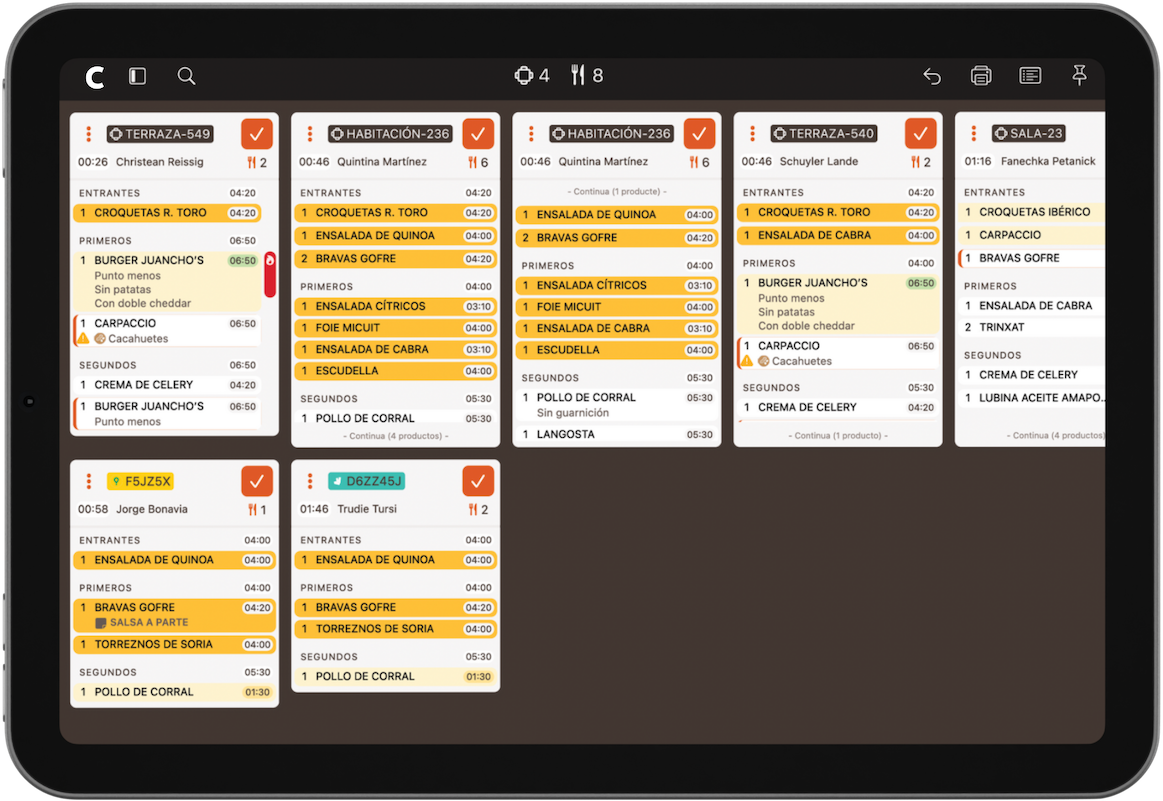 C
4 8
TERRAZA-549
00:26 Christean Reissig 2
ENTRANTES 04:20
1 CROQUETAS R. TORO 04:20
PRIMEROS 06:50
1 BURGER JUANCHO'S 06:50
Punto menos
Sin patatas
Con doble cheddar
1 CARPACCIO 06:50
Cacahuetes
SEGUNDOS 06:50
1 CREMA DE CELERY 04:20
1 BURGER JUANCHO'S 06:50
Punto menos
HABITACIÓN-236
00:46 Quintina Martínez 6
ENTRANTES 04:20
1 CROQUETAS R. TORO 04:20
1 ENSALADA DE QUINOA 04:00
2 BRAVAS GOFRE 04:20
PRIMEROS 04:00
1 ENSALADA CÍTRICOS 03:10
1 FOIE MICUIT 04:00
1 ENSALADA DE CABRA 03:10
1 ESCUDELLA 04:00
SEGUNDOS 05:30
1 POLLO DE CORRAL 05:30
- Continua (4 productos) -
HABITACIÓN-236
00:46 Quintina Martínez 6
- Continua (1 producte) -
1 ENSALADA DE QUINOA 04:00
2 BRAVAS GOFRE 04:20
PRIMEROS 04:00
1 ENSALADA CÍTRICOS 03:10
1 FOIE MICUIT 04:00
1 ENSALADA DE CABRA 03:10
1 ESCUDELLA 04:00
SEGUNDOS 05:30
1 POLLO DE CORRAL 05:30
Sin guarnición
1 LANGOSTA 05:30
TERRAZA-540
00:46 Schuyler Lande 2
ENTRANTES 04:20
1 CROQUETAS R. TORO 04:20
1 ENSALADA DE CABRA 04:00
PRIMEROS 04:00
1 BURGER JUANCHO'S 06:50
Punto menos
Sin patatas
Con doble cheddar
1 CARPACCIO 06:50
Cacahuetes
SEGUNDOS 05:30
1 CREMA DE CELERY 04:20
- Continua (1 producto) -
SALA-23
01:16 Fanechka Petanick
ENTRANTES
1 CROQUETAS IBÉRICO
1 CARPACCIO
1 BRAVAS GOFRE
PRIMEROS
1 ENSALADA DE CABRA
2 TRINXAT
SEGUNDOS
1 CREMA DE CELERY
1 LUBINA ACEITE AMAPO..
- Continua (4 productos)
F5JZ5X
00:58 Jorge Bonavia 1
ENTRANTES 04:00
1 ENSALADA DE QUINOA 04:00
PRIMEROS 04:00
1 BRAVAS GOFRE 04:20
SALSA A PARTE
1 TORREZNOS DE SORIA 04:00
SEGUNDOS 05:30
1 POLLO DE CORRAL 01:30
D6ZZ45J
01:46 Trudie Tursi 2
ENTRANTES 04:00
1 ENSALADA DE QUINOA 04:00
PRIMEROS 04:00
1 BRAVAS GOFRE 04:20
1 TORREZNOS DE SORIA 04:00
SEGUNDOS 05:30
1 POLLO DE CORRAL 01:30